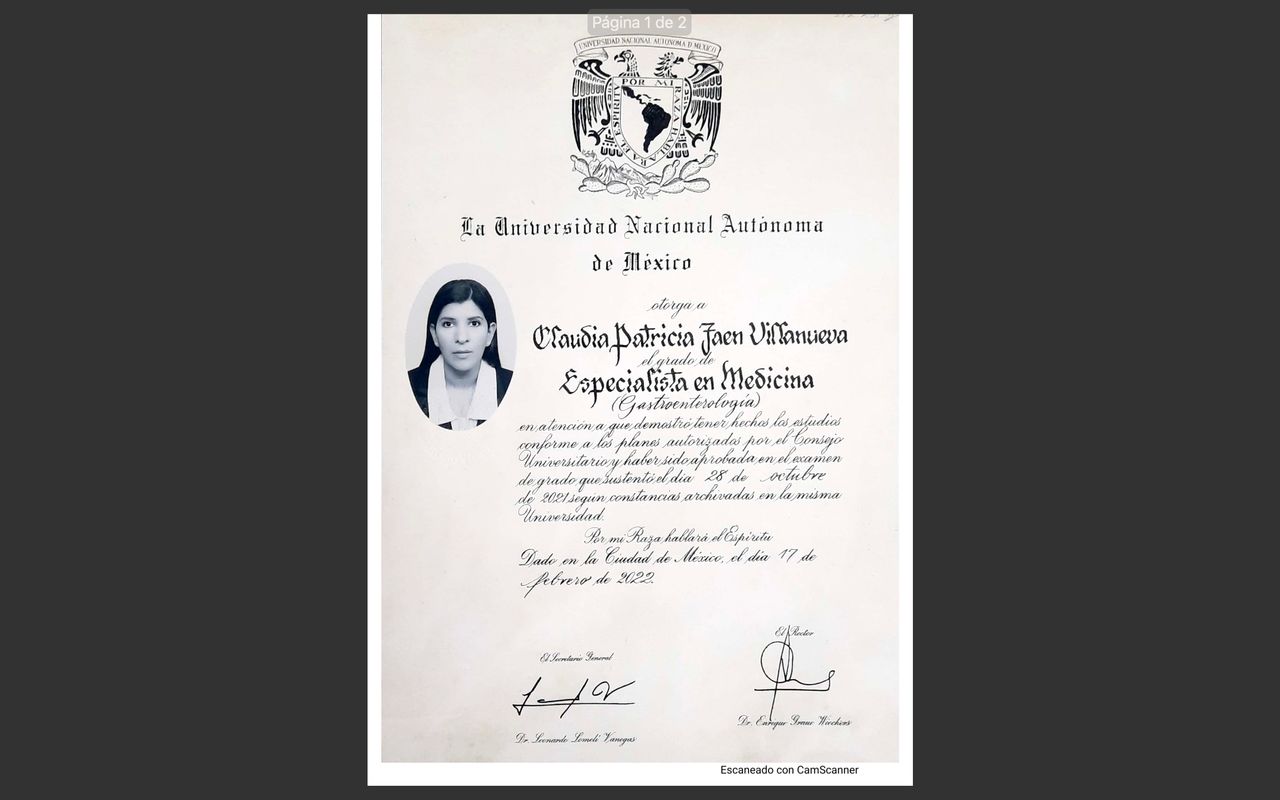 Página 1 de 2
UNIVERSIDAD NACIONAL AUTONOMA D MEXICO
POR MI RAZA HABLARA EL ESPIRITU
La Universidad Nacional Autónoma
de México
otorga a
Claudia Patricia Jaen Villanueva
el grado de
Especialista en Medicina
(Gastroenterología)
en atención a que demostró tener hechos los estudios
conforme a los planes autorizados por el Consejo
Universitario y haber sido aprobada en el examen
de grado que sustentó el día 28 de octubre
de 2021 según constancias archivadas en la misma
Universidad.
Por mi Raza hablará el Espíritu
Dado en la Ciudad de México, el día 17 de
febrero de 2022.
El Secretario General
Dr. Leonardo Lomelí Vanegas
El Rector
Dr. Enrique Graue Wiechers
Escaneado con CamScanner